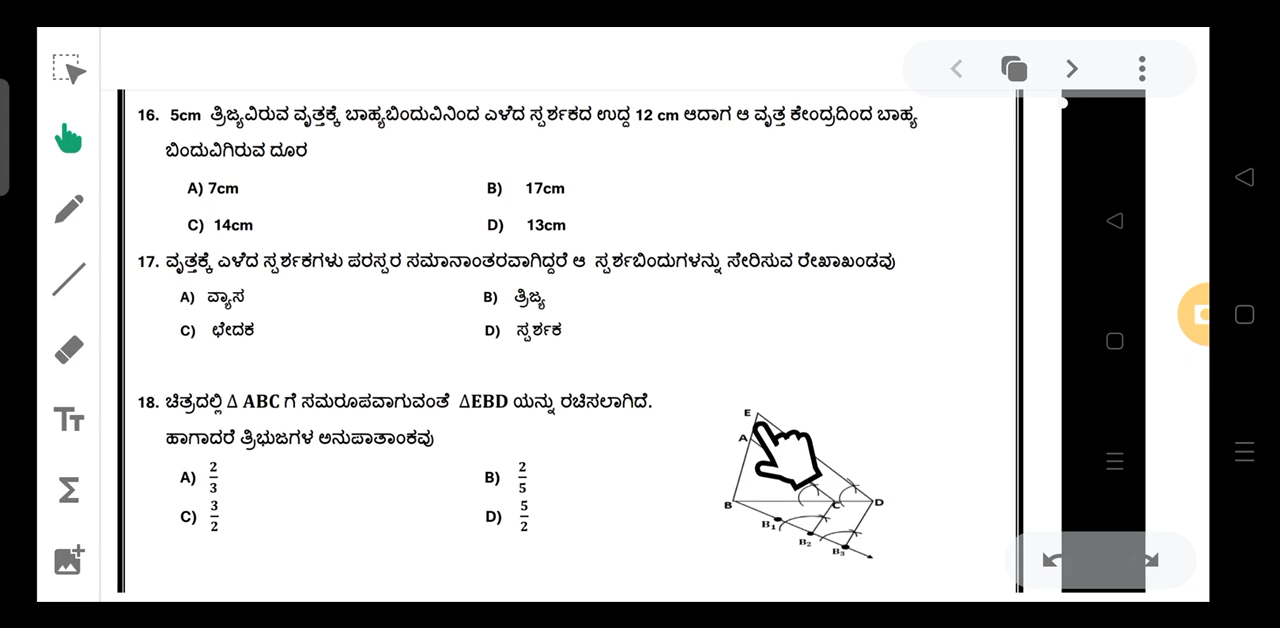 16. 5cm ತ್ರಿಜ್ಯವಿರುವ ವೃತ್ತಕ್ಕೆ ಬಾಹ್ಯಬಿಂದುವಿನಿಂದ ಎಳೆದ ಸ್ಪರ್ಶಕದ ಉದ್ದ 12 cm ಆದಾಗ ಆ ವೃತ್ತ ಕೇಂದ್ರದಿಂದ ಬಾಹ್ಯ
ಬಿಂದುವಿಗಿರುವ ದೂರ
A) 7cm B) 17cm
C) 14cm D) 13cm
17. ವೃತ್ತಕ್ಕೆ ಎಳೆದ ಸ್ಪರ್ಶಕಗಳು ಪರಸ್ಪರ ಸಮಾನಾಂತರವಾಗಿದ್ದರೆ ಆ ಸ್ಪರ್ಶಬಿಂದುಗಳನ್ನು ಸೇರಿಸುವ ರೇಖಾಖಂಡವು
A) ವ್ಯಾಸ B) ತ್ರಿಜ್ಯ
C) ಛೇದಕ D) ಸ್ಪರ್ಶಕ
18. ಚಿತ್ರದಲ್ಲಿ Δ ABC ಗೆ ಸಮರೂಪವಾಗುವಂತೆ ΔEBD ಯನ್ನು ರಚಿಸಲಾಗಿದೆ.
ಹಾಗಾದರೆ ತ್ರಿಭುಜಗಳ ಅನುಪಾತಾಂಕವು
A) 2/3 B) 2/5
C) 3/2 D) 5/2
E
A
B C D
B₁
B₂
B₃
TT
Σ